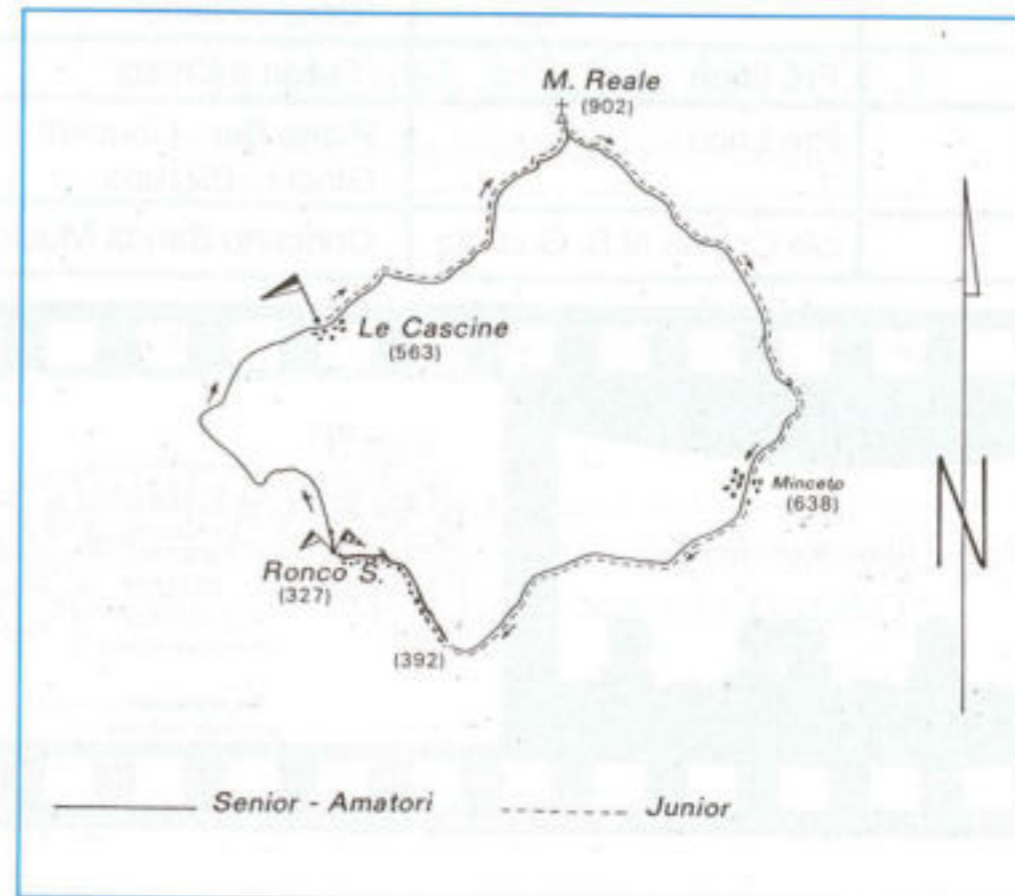 M. Reale
(902)
Le Cascine
(563)
Minceto
(638)
N
Ronco S.
(327)
(392)
Senior - Amatori
Junior